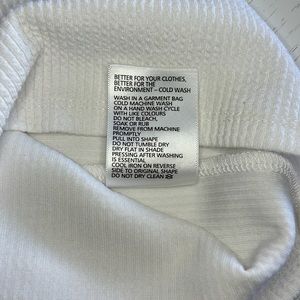 BETTER FOR YOUR CLOTHES,
BETTER FOR THE
ENVIRONMENT – COLD WASH
WASH IN A GARMENT BAG
COLD MACHINE WASH
ON A HAND WASH CYCLE
WITH LIKE COLOURS
DO NOT BLEACH,
SOAK OR RUB
REMOVE FROM MACHINE
PROMPTLY
PULL INTO SHAPE
DO NOT TUMBLE DRY
DRY FLAT IN SHADE
PRESSING AFTER WASHING
IS ESSENTIAL
COOL IRON ON REVERSE
SIDE TO ORIGINAL SHAPE
DO NOT DRY CLEAN